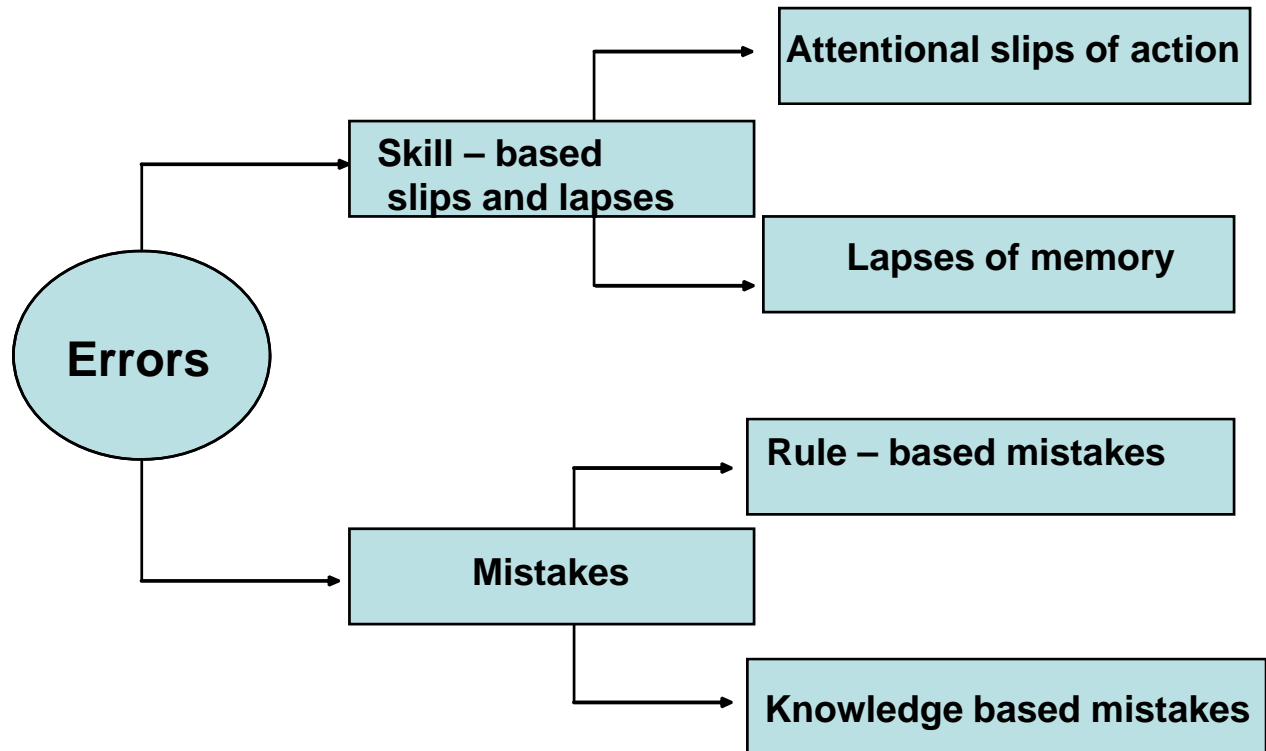 Attentional slips of action
Skill – based
slips and lapses
Lapses of memory
Errors
Rule – based mistakes
Mistakes
Knowledge based mistakes